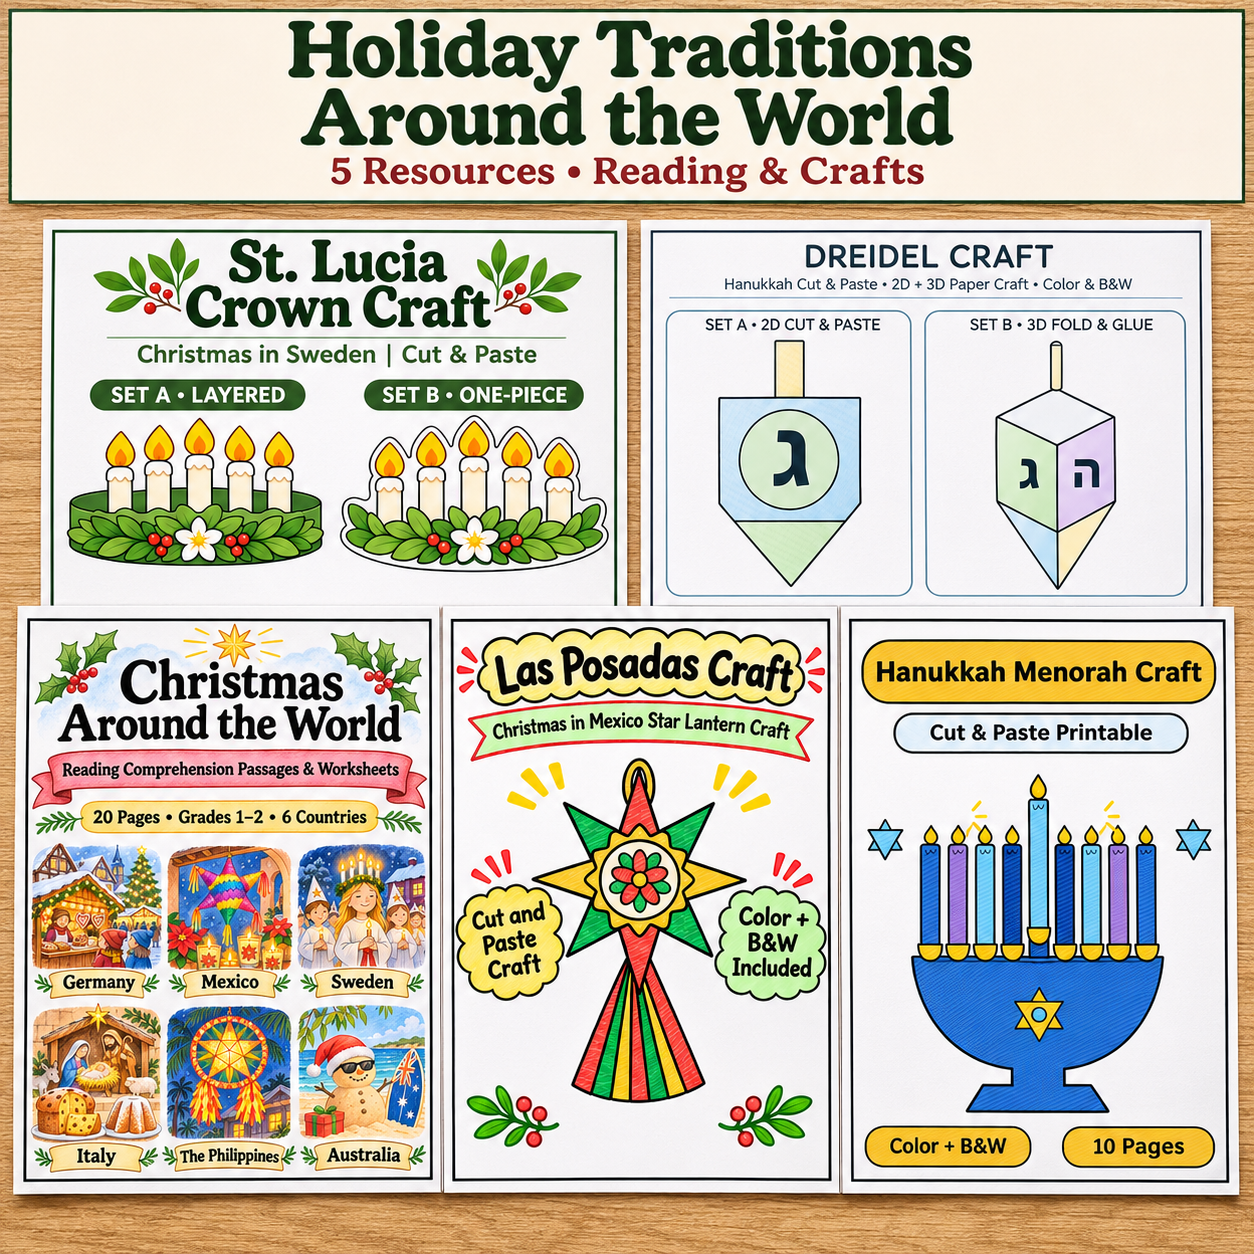 Holiday Traditions
Around the World
5 Resources • Reading & Crafts
St. Lucia
Crown Craft
Christmas in Sweden | Cut & Paste
SET A • LAYERED
SET B • ONE-PIECE
DREIDEL CRAFT
Hanukkah Cut & Paste • 2D + 3D Paper Craft • Color & B&W
SET A • 2D CUT & PASTE
SET B • 3D FOLD & GLUE
ג
ג
ה
Christmas
Around the World
Reading Comprehension Passages & Worksheets
20 Pages • Grades 1–2 • 6 Countries
Germany
Mexico
Sweden
Italy
The Philippines
Australia
Las Posadas Craft
Christmas in Mexico Star Lantern Craft
Cut and
Paste
Craft
Color +
B&W
Included
Hanukkah Menorah Craft
Cut & Paste Printable
Color + B&W
10 Pages